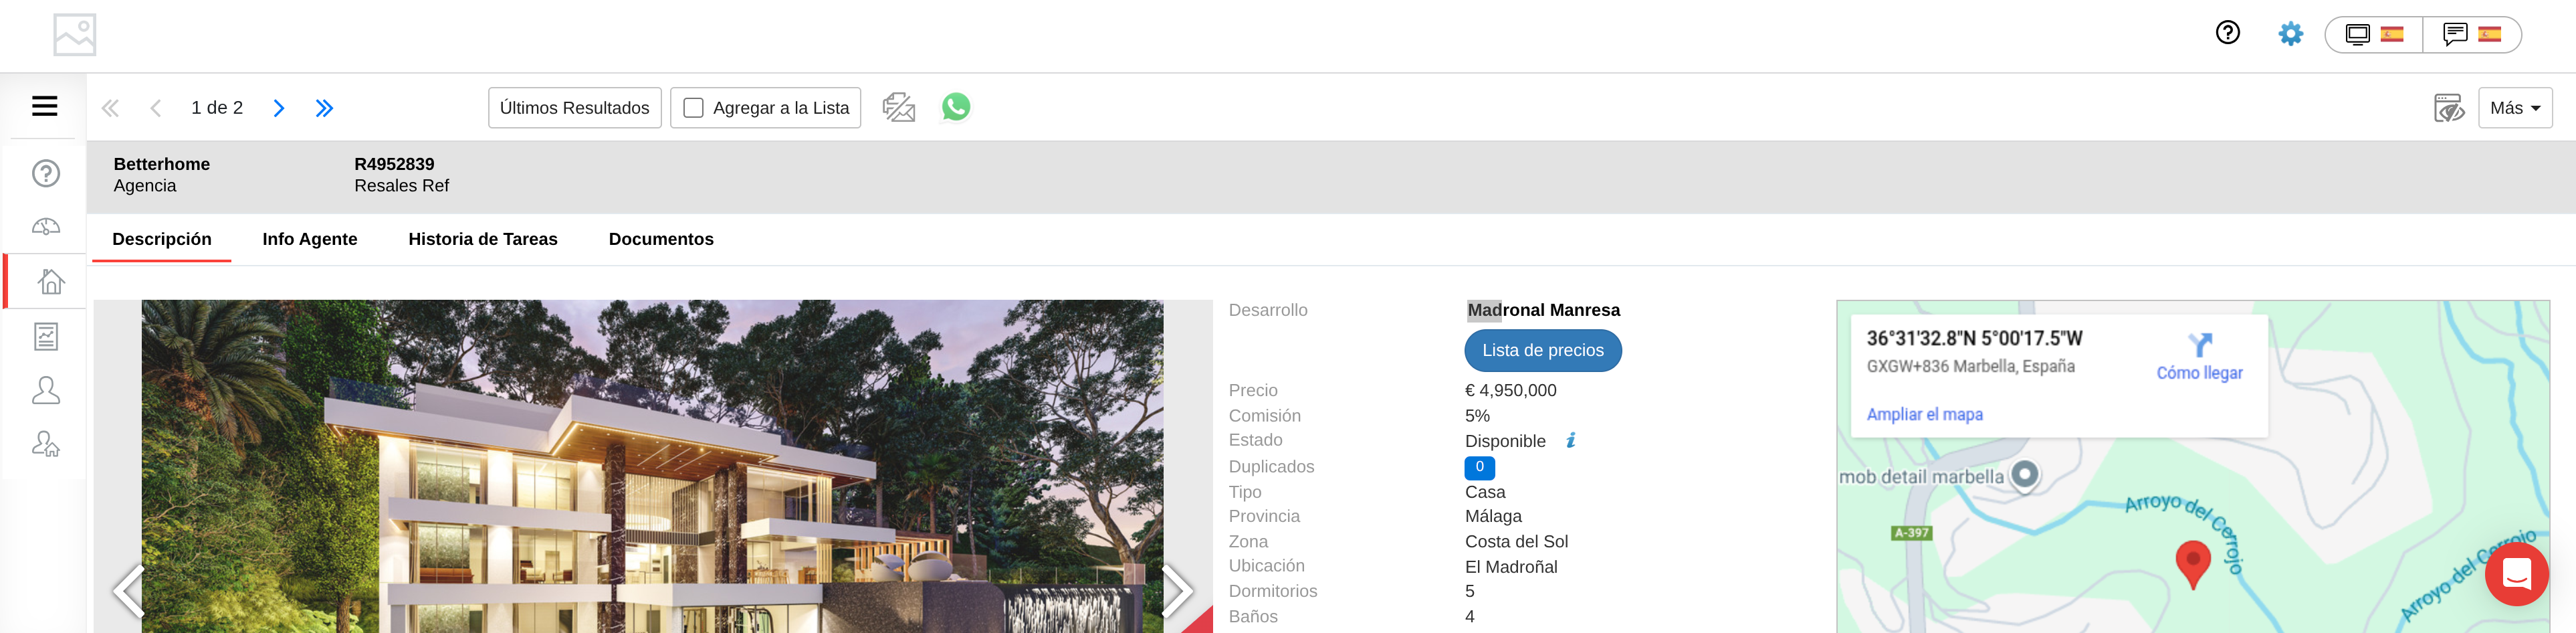 1 de 2
Últimos Resultados
Agregar a la Lista
Más
Betterhome
Agencia
R4952839
Resales Ref
Descripción
Info Agente
Historia de Tareas
Documentos
Desarrollo
Madronal Manresa
Lista de precios
Precio
€ 4,950,000
Comisión
5%
Estado
Disponible
Duplicados
0
Tipo
Casa
Provincia
Málaga
Zona
Costa del Sol
Ubicación
El Madroñal
Dormitorios
5
Baños
4
36°31'32.8"N 5°00'17.5"W
GXGW+836 Marbella, España
Cómo llegar
Ampliar el mapa
mob detail marbella
A-397
Arroyo del Cerrojo
Arroyo del Cerrojo